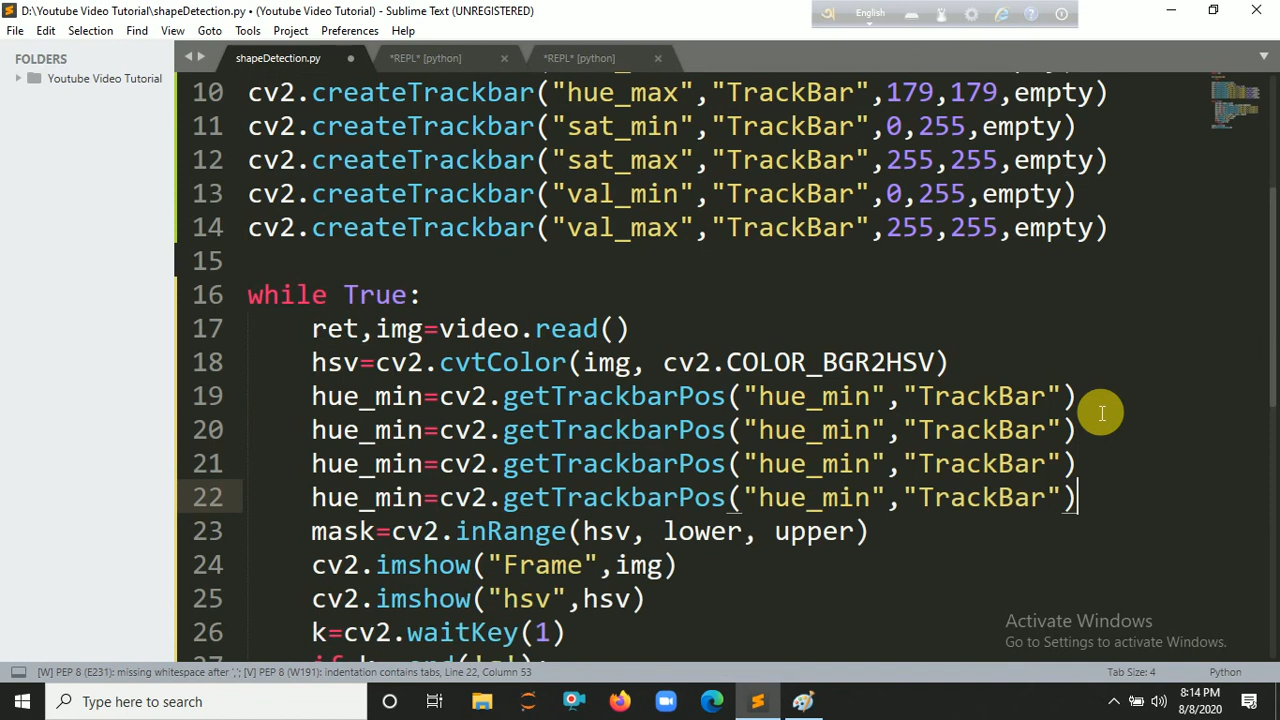 D:\Youtube Video Tutorial\shapeDetection.py • (Youtube Video Tutorial) - Sublime Text (UNREGISTERED)
English
File Edit Selection Find View Goto Tools Project Preferences Help
FOLDERS
Youtube Video Tutorial
shapeDetection.py
*REPL* [python]
*REPL* [python]
10 cv2.createTrackbar("hue_max","TrackBar",179,179,empty)
11 cv2.createTrackbar("sat_min","TrackBar",0,255,empty)
12 cv2.createTrackbar("sat_max","TrackBar",255,255,empty)
13 cv2.createTrackbar("val_min","TrackBar",0,255,empty)
14 cv2.createTrackbar("val_max","TrackBar",255,255,empty)
15
16 while True:
17 ret,img=video.read()
18 hsv=cv2.cvtColor(img, cv2.COLOR_BGR2HSV)
19 hue_min=cv2.getTrackbarPos("hue_min","TrackBar")
20 hue_min=cv2.getTrackbarPos("hue_min","TrackBar")
21 hue_min=cv2.getTrackbarPos("hue_min","TrackBar")
22 hue_min=cv2.getTrackbarPos("hue_min","TrackBar")
23 mask=cv2.inRange(hsv, lower, upper)
24 cv2.imshow("Frame",img)
25 cv2.imshow("hsv",hsv)
26 k=cv2.waitKey(1)
Activate Windows
Go to Settings to activate Windows.
[W] PEP 8 (E231): missing whitespace after ','; [V] PEP 8 (W191): indentation contains tabs, Line 22, Column 53
Tab Size: 4
Python
Type here to search
8:14 PM
8/8/2020